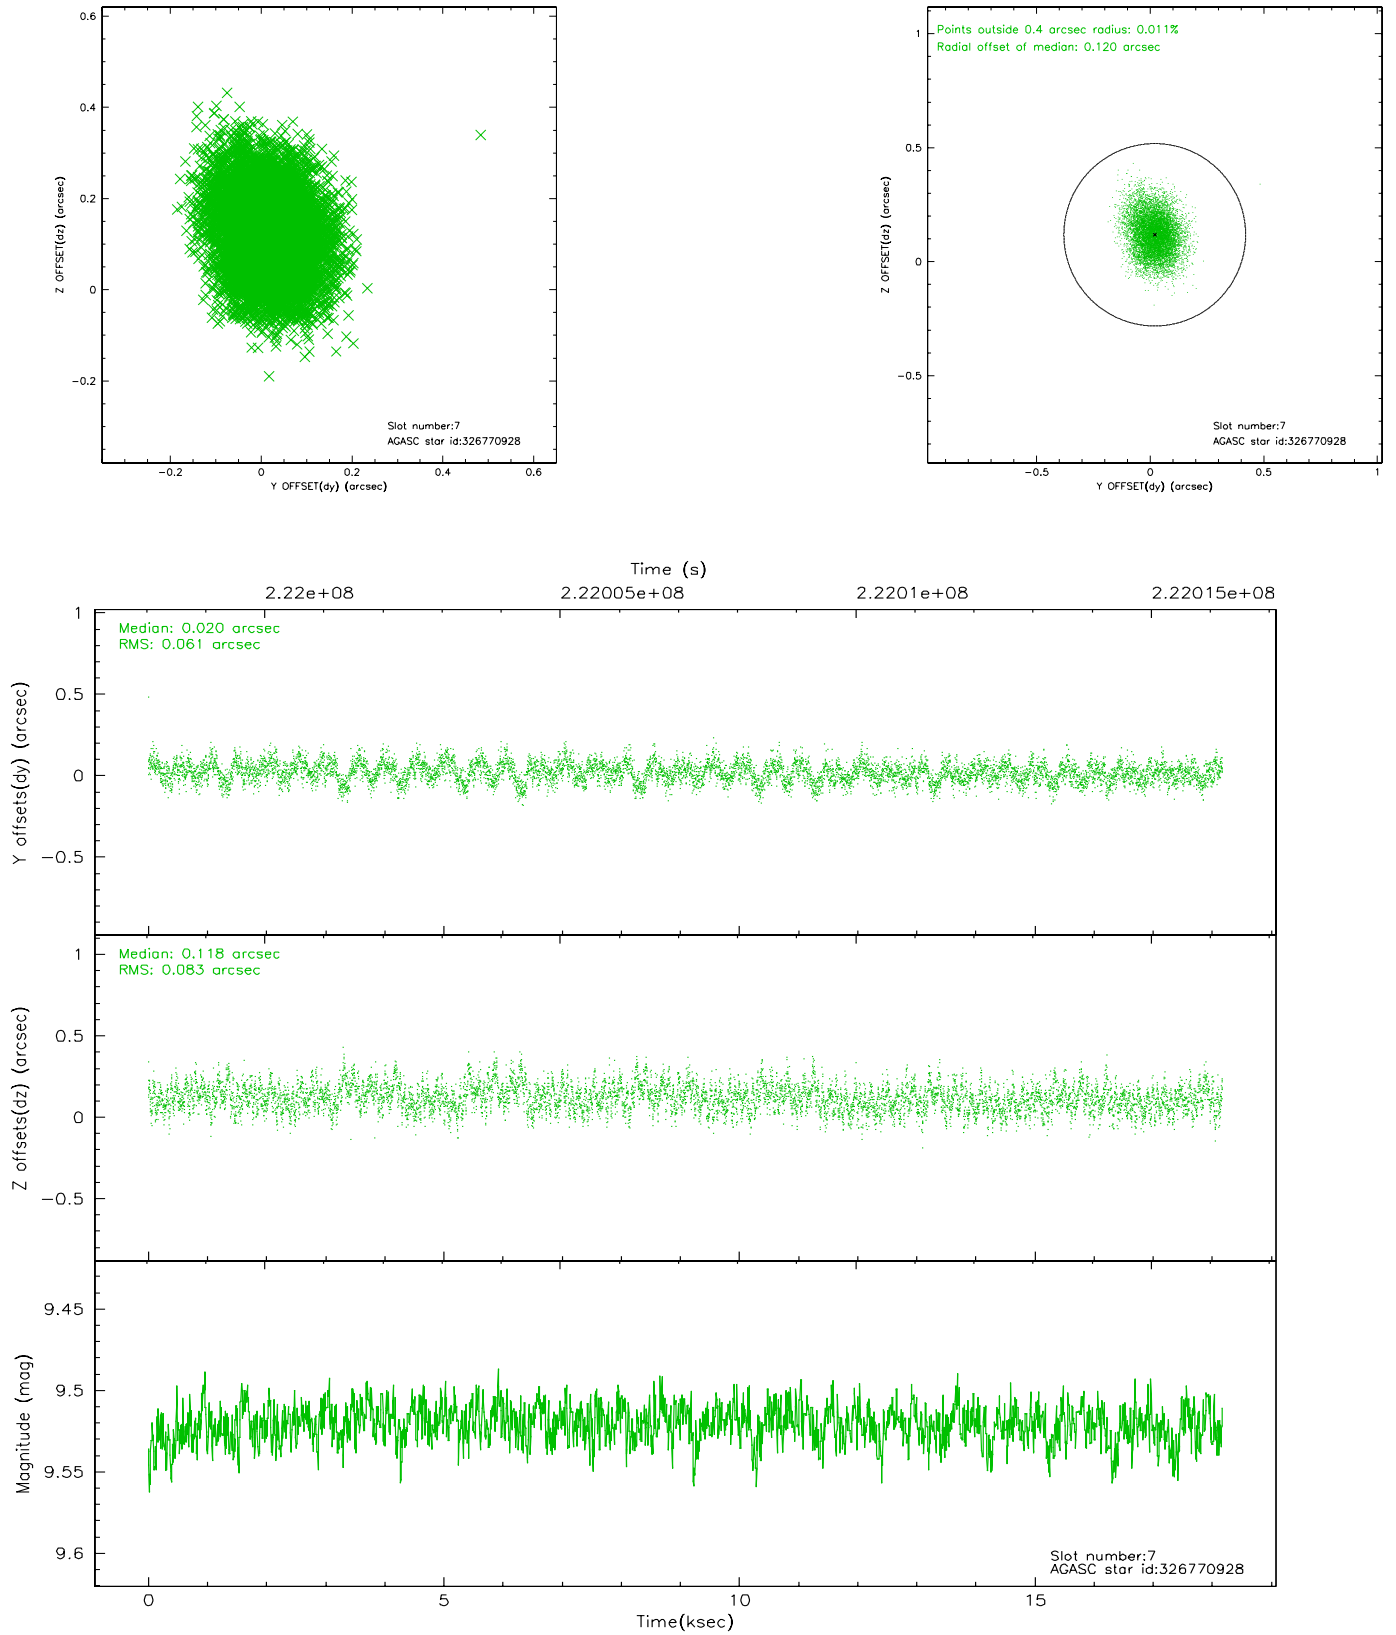 0.6
0.4
0.2
0
−0.2
Z OFFSET(dz) (arcsec)
Slot number:7
AGASC star id:326770928
−0.2 0 0.2 0.4 0.6
Y OFFSET(dy) (arcsec)
Points outside 0.4 arcsec radius: 0.011%
Radial offset of median: 0.120 arcsec
1
0.5
0
−0.5
Z OFFSET(dz) (arcsec)
Slot number:7
AGASC star id:326770928
−0.5 0 0.5 1
Y OFFSET(dy) (arcsec)
Time (s)
2.22e+08 2.22005e+08 2.2201e+08 2.22015e+08
Median: 0.020 arcsec
RMS: 0.061 arcsec
1
0.5
0
−0.5
Y offsets(dy) (arcsec)
Median: 0.118 arcsec
RMS: 0.083 arcsec
1
0.5
0
−0.5
Z offsets(dz) (arcsec)
9.45
9.5
9.55
9.6
Magnitude (mag)
Slot number:7
AGASC star id:326770928
0 5 10 15
Time(ksec)